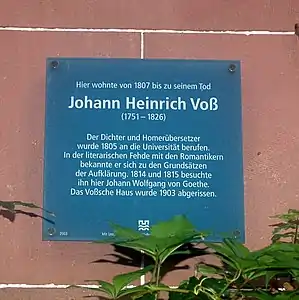 Hier wohnte von 1807 bis zu seinem Tod
Johann Heinrich Voß
(1751 – 1826)
Der Dichter und Homerübersetzer
wurde 1805 an die Universität berufen.
In der literarischen Fehde mit den Romantikern
bekannte er sich zu den Grundsätzen
der Aufklärung. 1814 und 1815 besuchte
ihn hier Johann Wolfgang von Goethe.
Das Voßsche Haus wurde 1903 abgerissen.